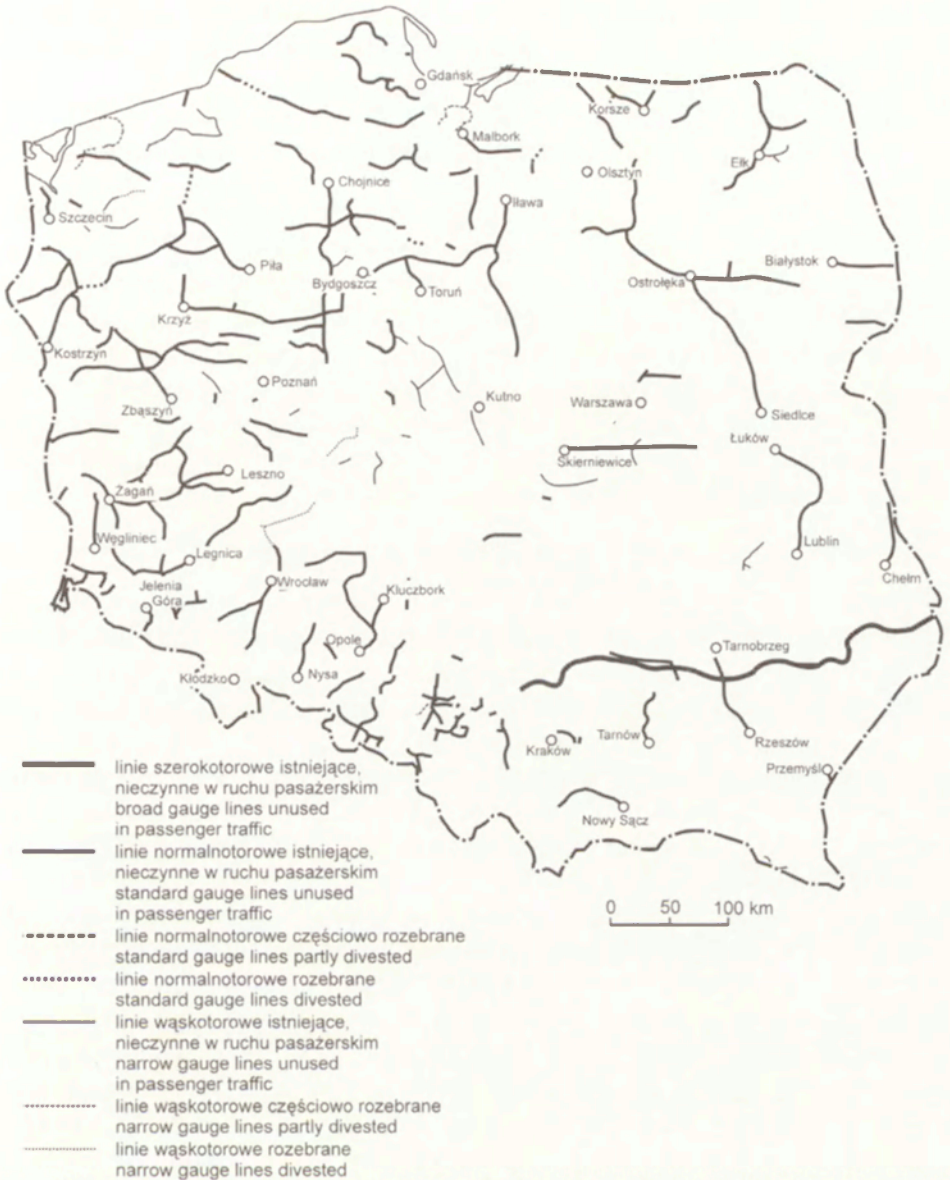 Gdańsk
Korsze
Malbork
Ełk
Olsztyn
Chojnice
Iława
Szczecin
Białystok
Piła
Bydgoszcz
Ostrołęka
Toruń
Krzyż
Kostrzyn
Poznań
Kutno
Warszawa
Zbąszyń
Siedlce
Łuków
Skierniewice
Leszno
Żagań
Węgliniec
Legnica
Lublin
Chełm
Jelenia
Góra
Wrocław
Kluczbork
Opole
Tarnobrzeg
Kłodzko
Nysa
Kraków
Tarnów
Rzeszów
Przemyśl
Nowy Sącz
linie szerokotorowe istniejące,
nieczynne w ruchu pasażerskim
broad gauge lines unused
in passenger traffic
linie normalnotorowe istniejące,
nieczynne w ruchu pasażerskim
standard gauge lines unused
in passenger traffic
linie normalnotorowe częściowo rozebrane
standard gauge lines partly divested
linie normalnotorowe rozebrane
standard gauge lines divested
linie wąskotorowe istniejące,
nieczynne w ruchu pasażerskim
narrow gauge lines unused
in passenger traffic
linie wąskotorowe częściowo rozebrane
narrow gauge lines partly divested
linie wąskotorowe rozebrane
narrow gauge lines divested
0 50 100 km